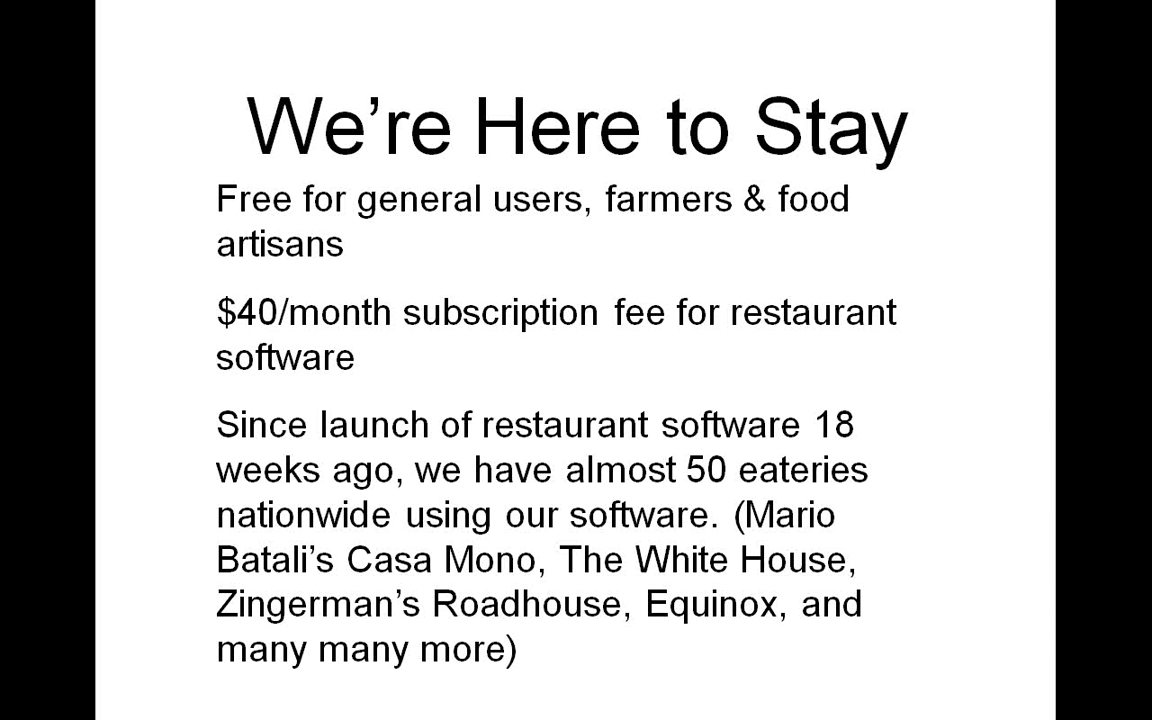 We’re Here to Stay
Free for general users, farmers & food
artisans
$40/month subscription fee for restaurant
software
Since launch of restaurant software 18
weeks ago, we have almost 50 eateries
nationwide using our software. (Mario
Batali’s Casa Mono, The White House,
Zingerman’s Roadhouse, Equinox, and
many many more)